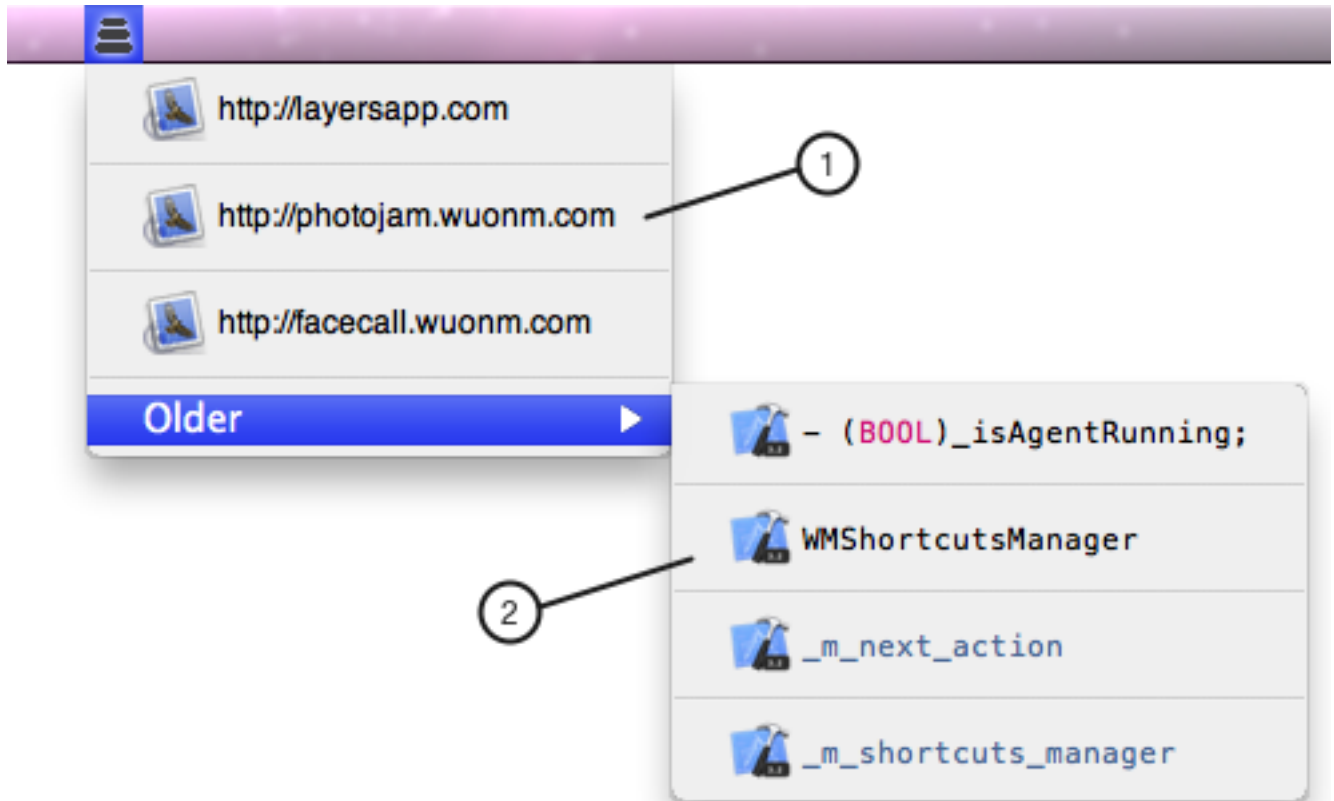 http://layersapp.com
1
http://photojam.wuonm.com
http://facecall.wuonm.com
Older
- (BOOL)_isAgentRunning;
WMShortcutsManager
2
_m_next_action
_m_shortcuts_manager